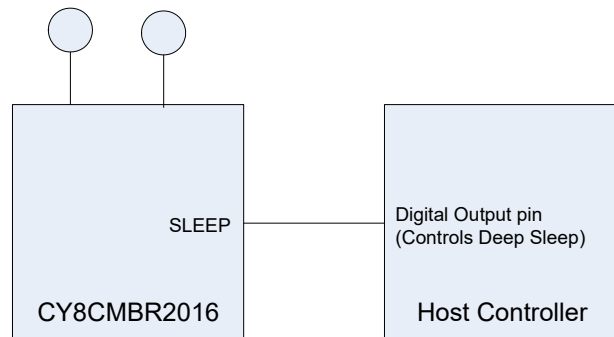 SLEEP
Digital Output pin
(Controls Deep Sleep)
CY8CMBR2016
Host Controller